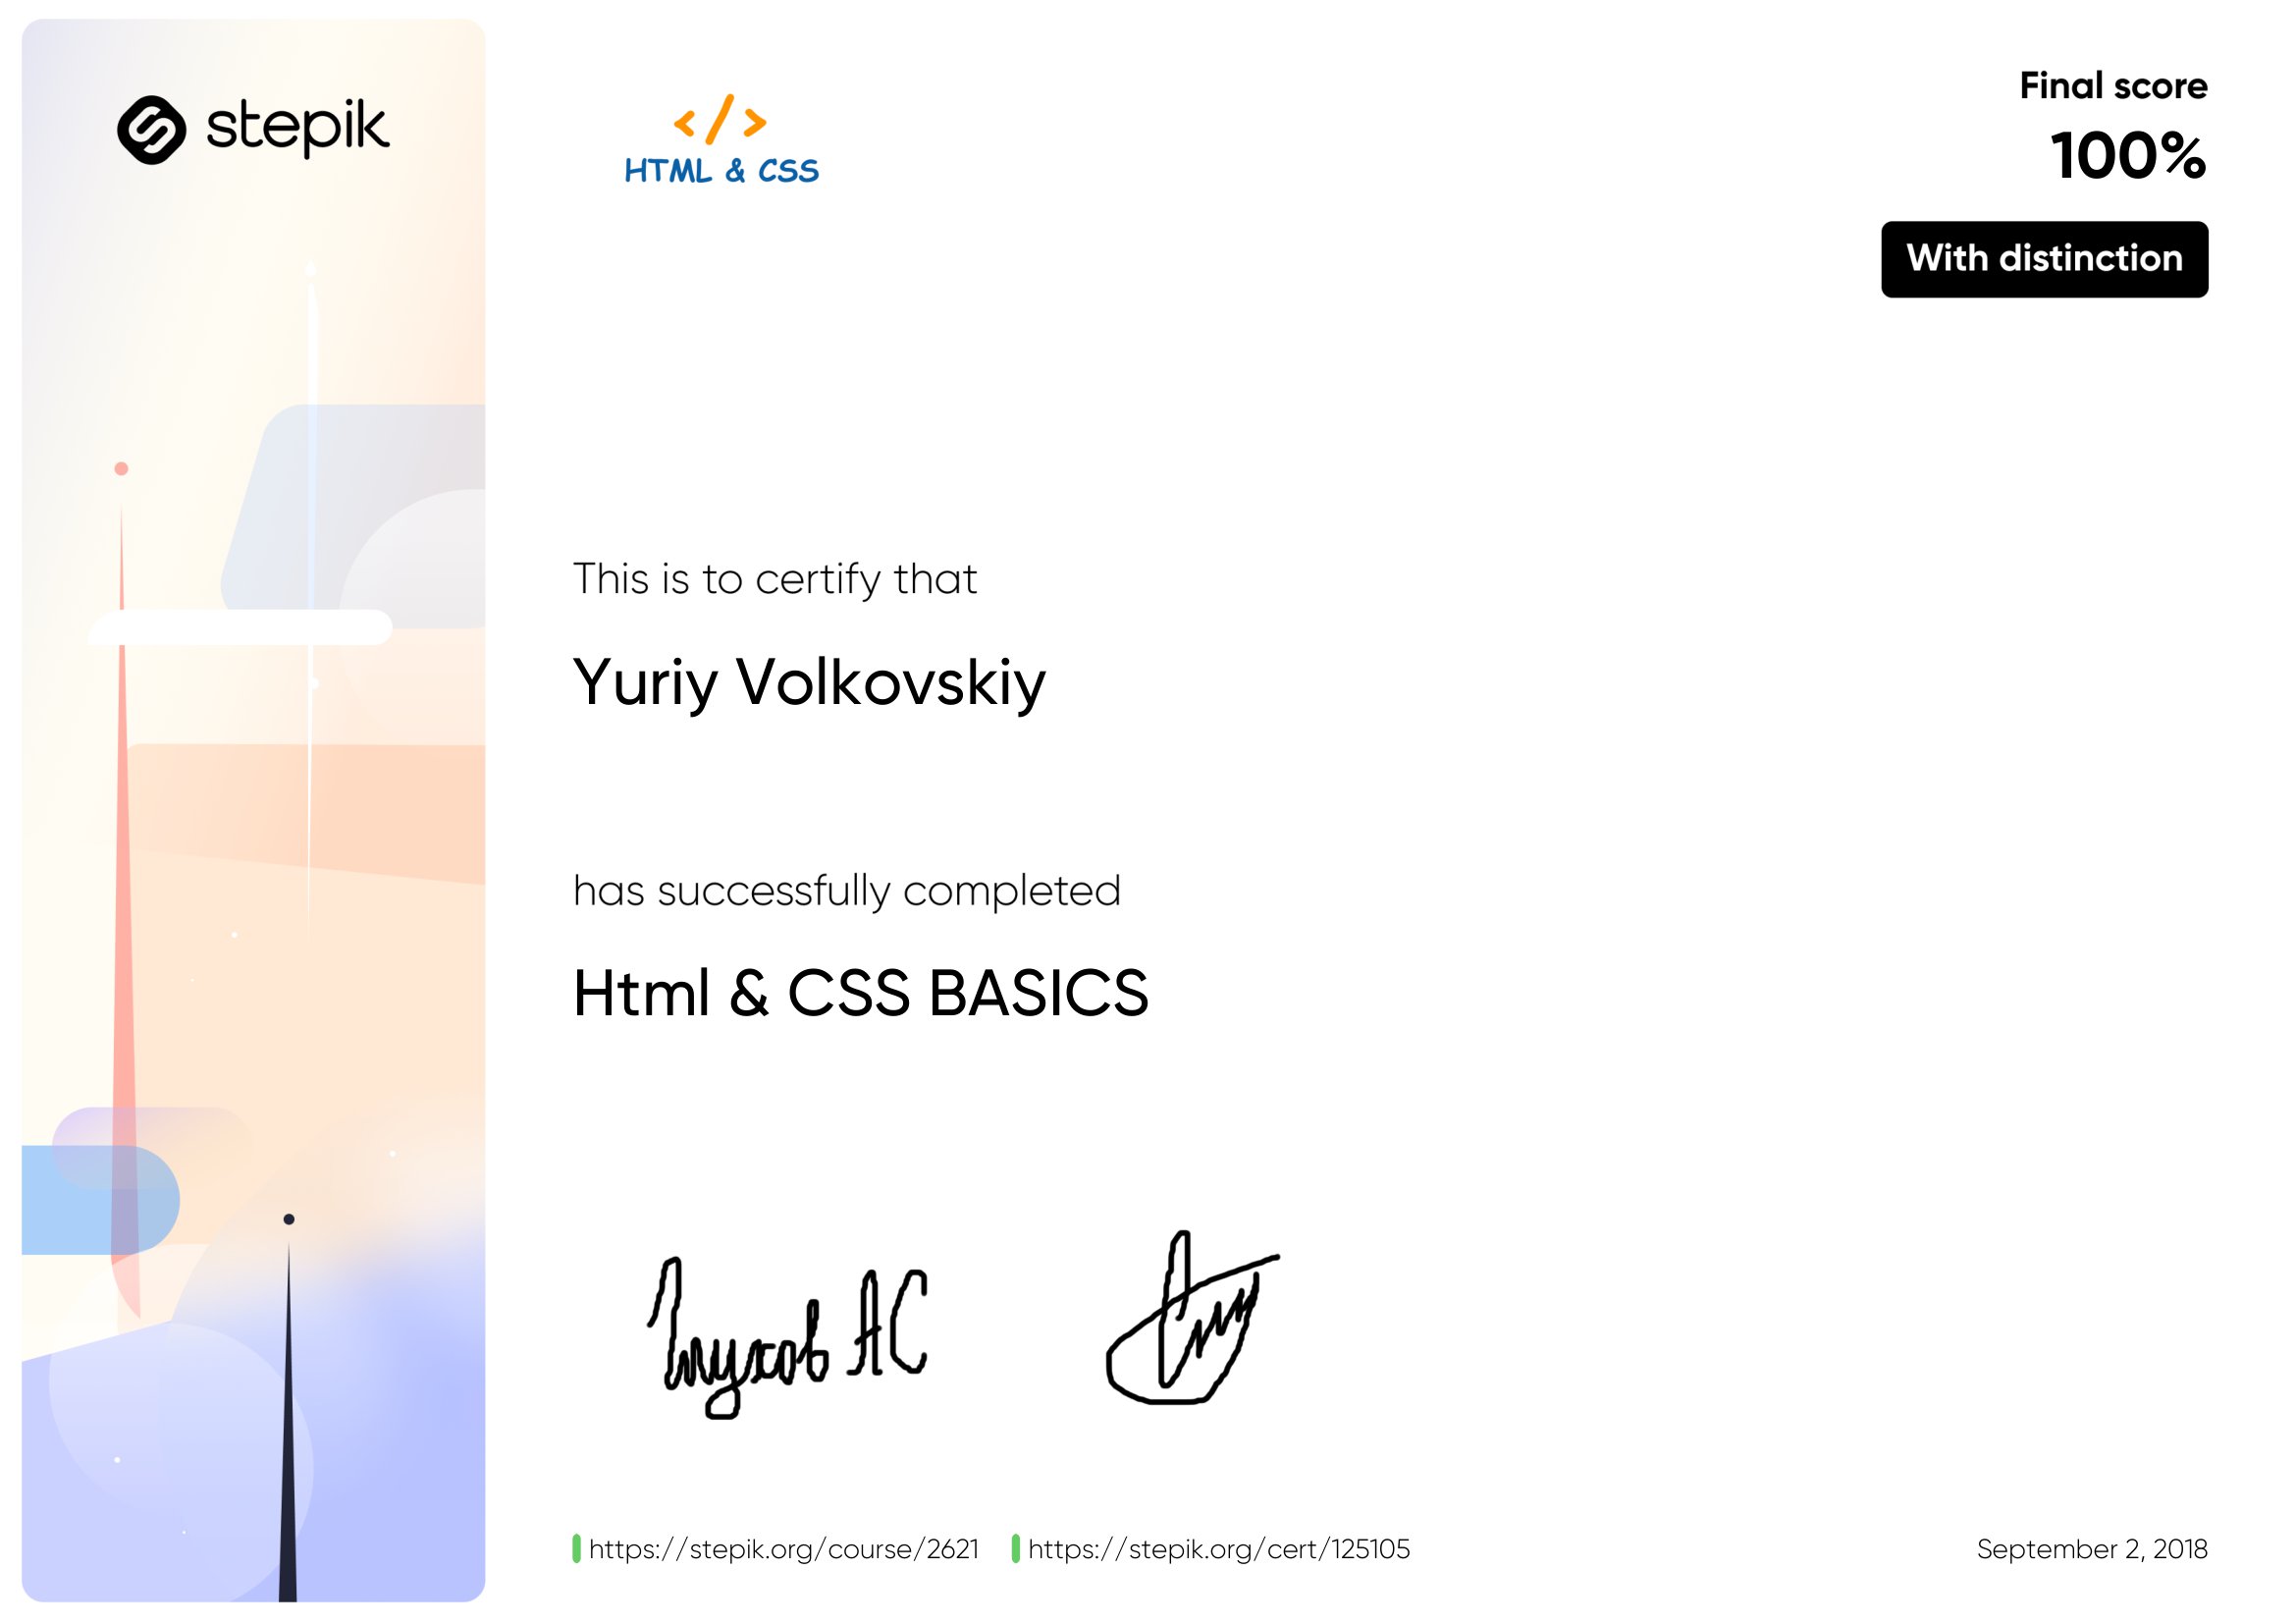 stepik
</>
HTML & CSS
Final score
100%
With distinction
This is to certify that
Yuriy Volkovskiy
has successfully completed
Html & CSS BASICS
АС
https://stepik.org/course/2621
https://stepik.org/cert/125105
September 2, 2018